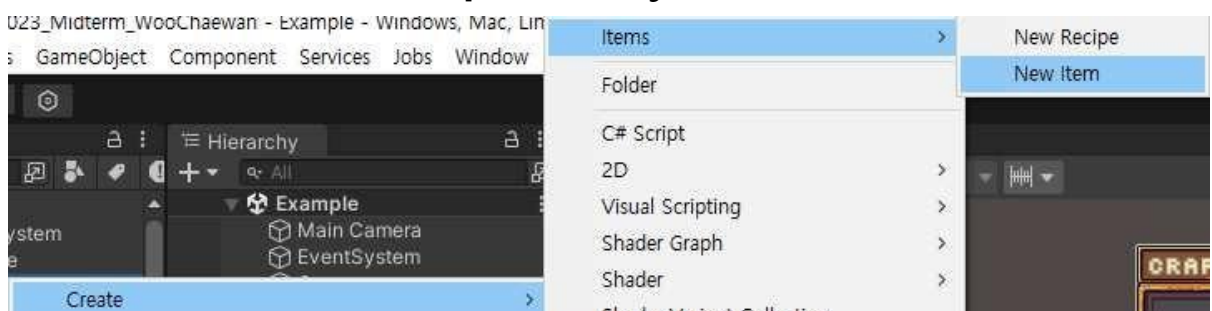 023_Midterm_WooChaewan - Example - Windows, Mac, Lin
GameObject Component Services Jobs Window
Hierarchy
All
Example
Main Camera
EventSystem
ystem
Create
Items
Folder
C# Script
2D
Visual Scripting
Shader Graph
Shader
New Recipe
New Item
CRAF